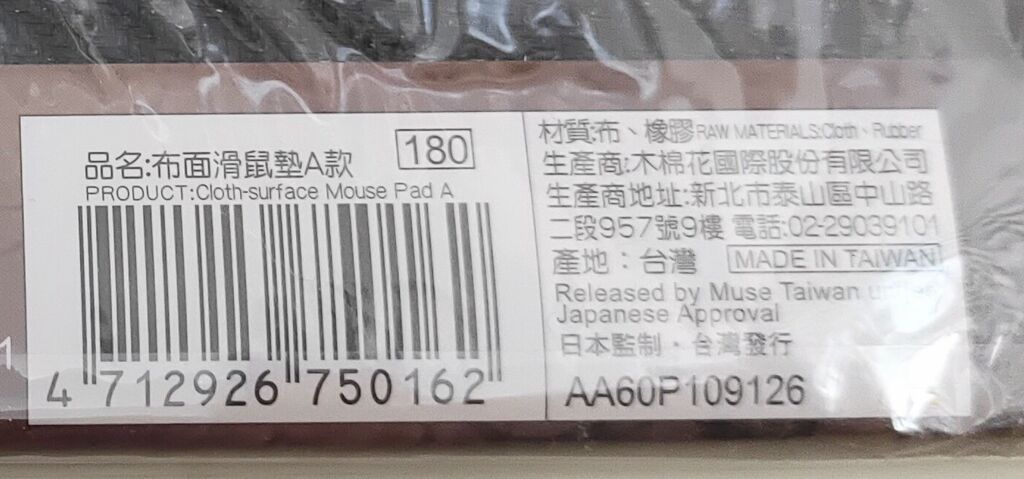 品名:布面滑鼠墊A款
180
PRODUCT:Cloth-surface Mouse Pad A
4 712926 750162
材質:布、橡膠 RAW MATERIALS:Cloth、Rubber
生產商:木棉花國際股份有限公司
生產商地址:新北市泰山區中山路
二段957號9樓 電話:02-29039101
產地：台灣 MADE IN TAIWAN
Released by Muse Taiwan under
Japanese Approval
日本監制・台灣發行
AA60P109126
1